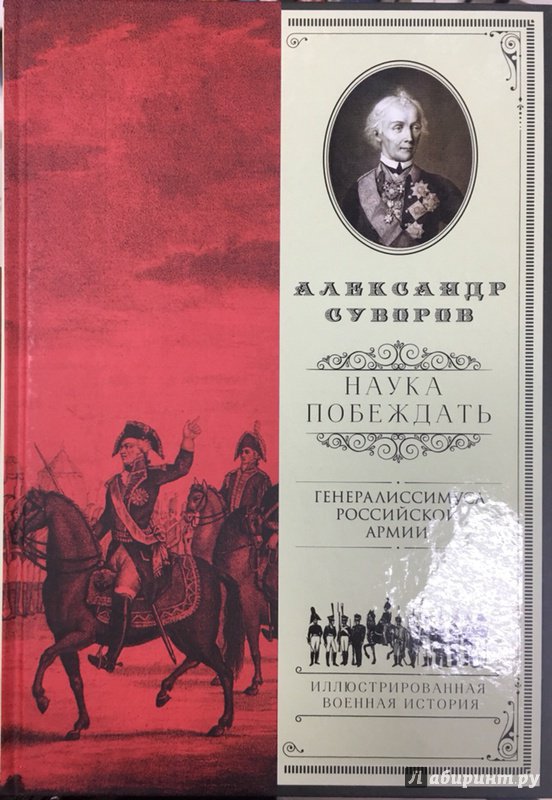 АЛЕКСАНДР
СУВОРОВ
НАУКА
ПОБЕЖДАТЬ
ГЕНЕРАЛИССИМУСА
РОССИЙСКОЙ
АРМИИ
ИЛЛЮСТРИРОВАННАЯ
ВОЕННАЯ ИСТОРИЯ
Лабиринт.ру